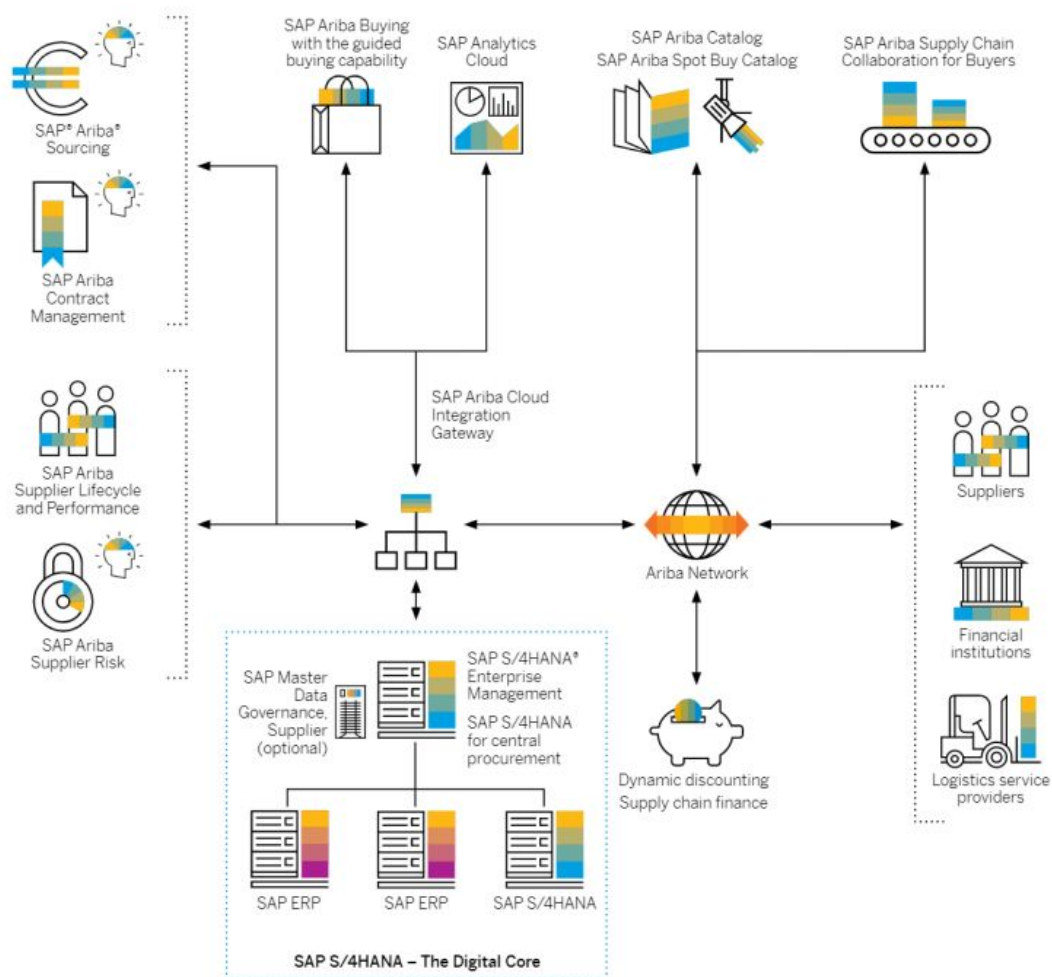 SAP® Ariba®
Sourcing
SAP Ariba
Contract
Management
SAP Ariba Buying
with the guided
buying capability
SAP Analytics
Cloud
SAP Ariba Catalog
SAP Ariba Spot Buy Catalog
SAP Ariba Supply Chain
Collaboration for Buyers
SAP Ariba Cloud
Integration
Gateway
SAP Ariba
Supplier Lifecycle
and Performance
SAP Ariba
Supplier Risk
Ariba Network
Suppliers
Financial
institutions
Logistics service
providers
SAP Master
Data
Governance,
Supplier
(optional)
SAP S/4HANA®
Enterprise
Management
SAP S/4HANA
for central
procurement
Dynamic discounting
Supply chain finance
SAP ERP
SAP ERP
SAP S/4HANA
SAP S/4HANA – The Digital Core